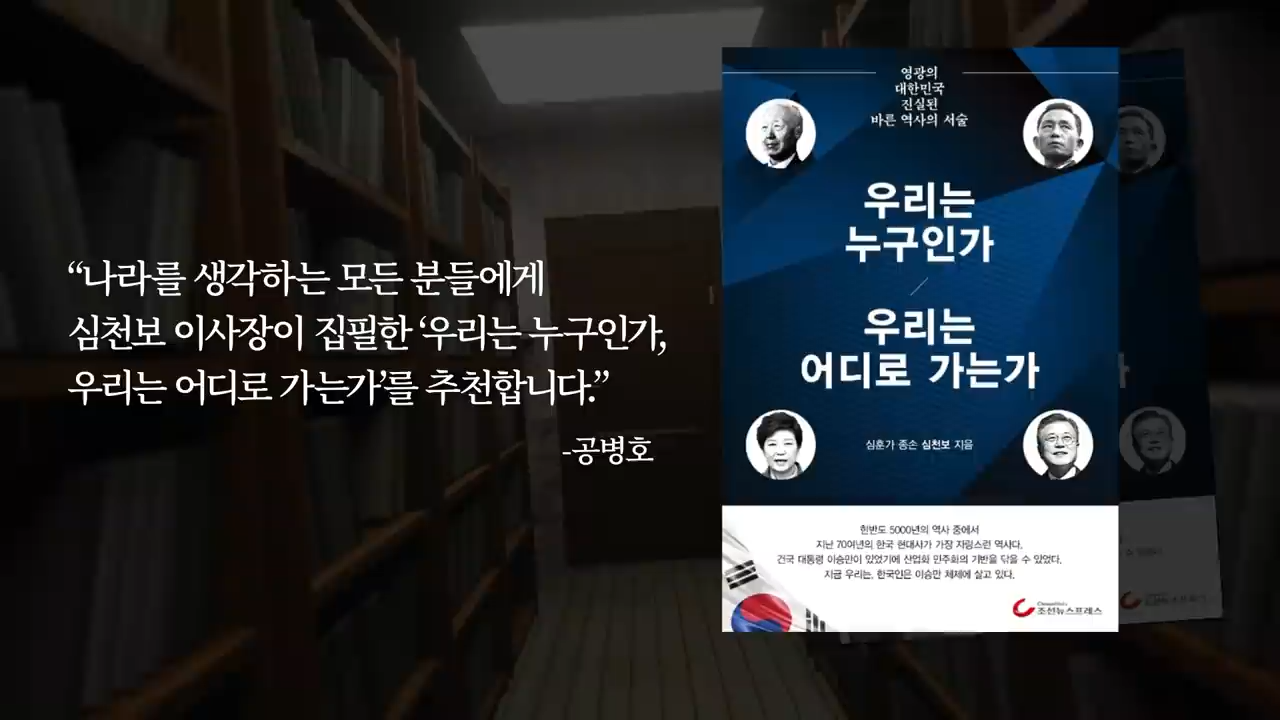 “나라를 생각하는 모든 분들에게
심천보 이사장이 집필한 ‘우리는 누구인가,
우리는 어디로 가는가’를 추천합니다.”
-공병호
영광의
대한민국
진실된
바른 역사의 서술
우리는
누구인가
우리는
어디로 가는가
심훈가 종손 심천보 지음
한반도 5000년의 역사 중에서
지난 70여년의 한국 현대사가 가장 자랑스런 역사다.
건국 대통령 이승만이 있었기에 산업화 민주화의 기반을 닦을 수 있었다.
지금 우리는, 한국인은 이승만 체제에 살고 있다.
조선뉴스프레스